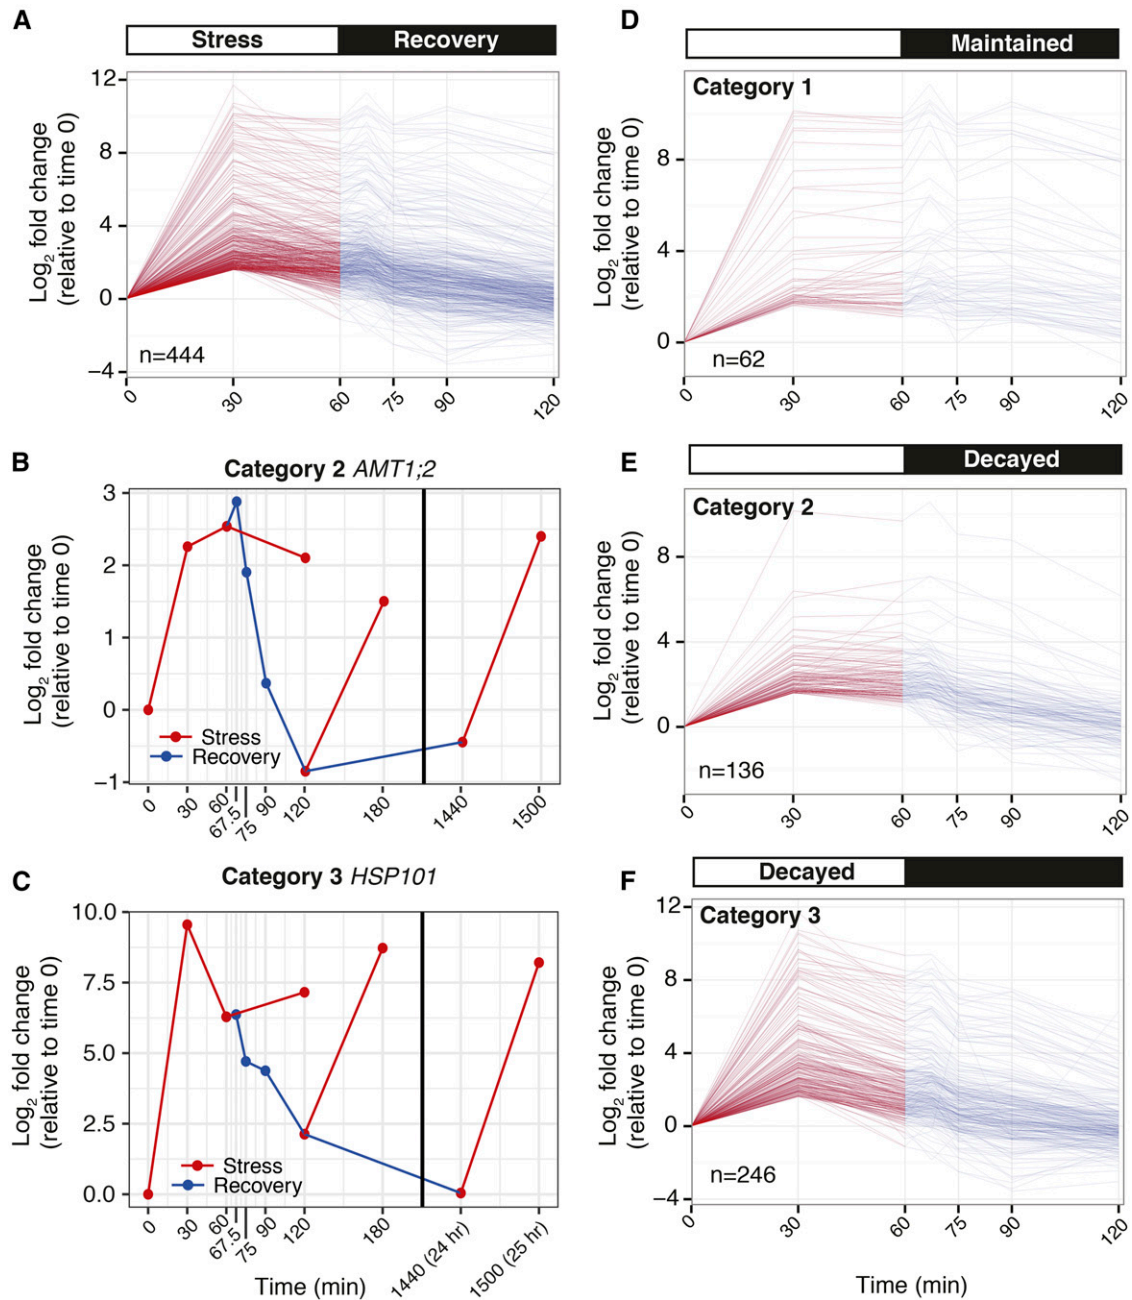 A
Stress
Recovery
Log2 fold change
(relative to time 0)
12
8
4
0
−4
n=444
0
30
60
75
90
120
B
Category 2 AMT1;2
Log2 fold change
(relative to time 0)
3
2
1
0
−1
Stress
Recovery
0
30
60
67.5
75
90
120
180
1440
1500
C
Category 3 HSP101
Log2 fold change
(relative to time 0)
10.0
7.5
5.0
2.5
0.0
Stress
Recovery
0
30
60
67.5
75
90
120
180
1440 (24 hr)
1500 (25 hr)
Time (min)
D
Maintained
Category 1
Log2 fold change
(relative to time 0)
8
4
0
n=62
0
30
60
75
90
120
E
Decayed
Category 2
Log2 fold change
(relative to time 0)
8
4
0
n=136
0
30
60
75
90
120
F
Decayed
Category 3
Log2 fold change
(relative to time 0)
12
8
4
0
−4
n=246
0
30
60
75
90
120
Time (min)